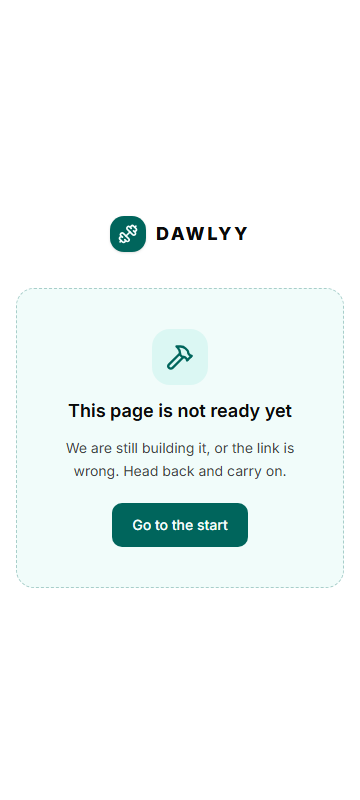 DAWLYY
This page is not ready yet
We are still building it, or the link is
wrong. Head back and carry on.
Go to the start